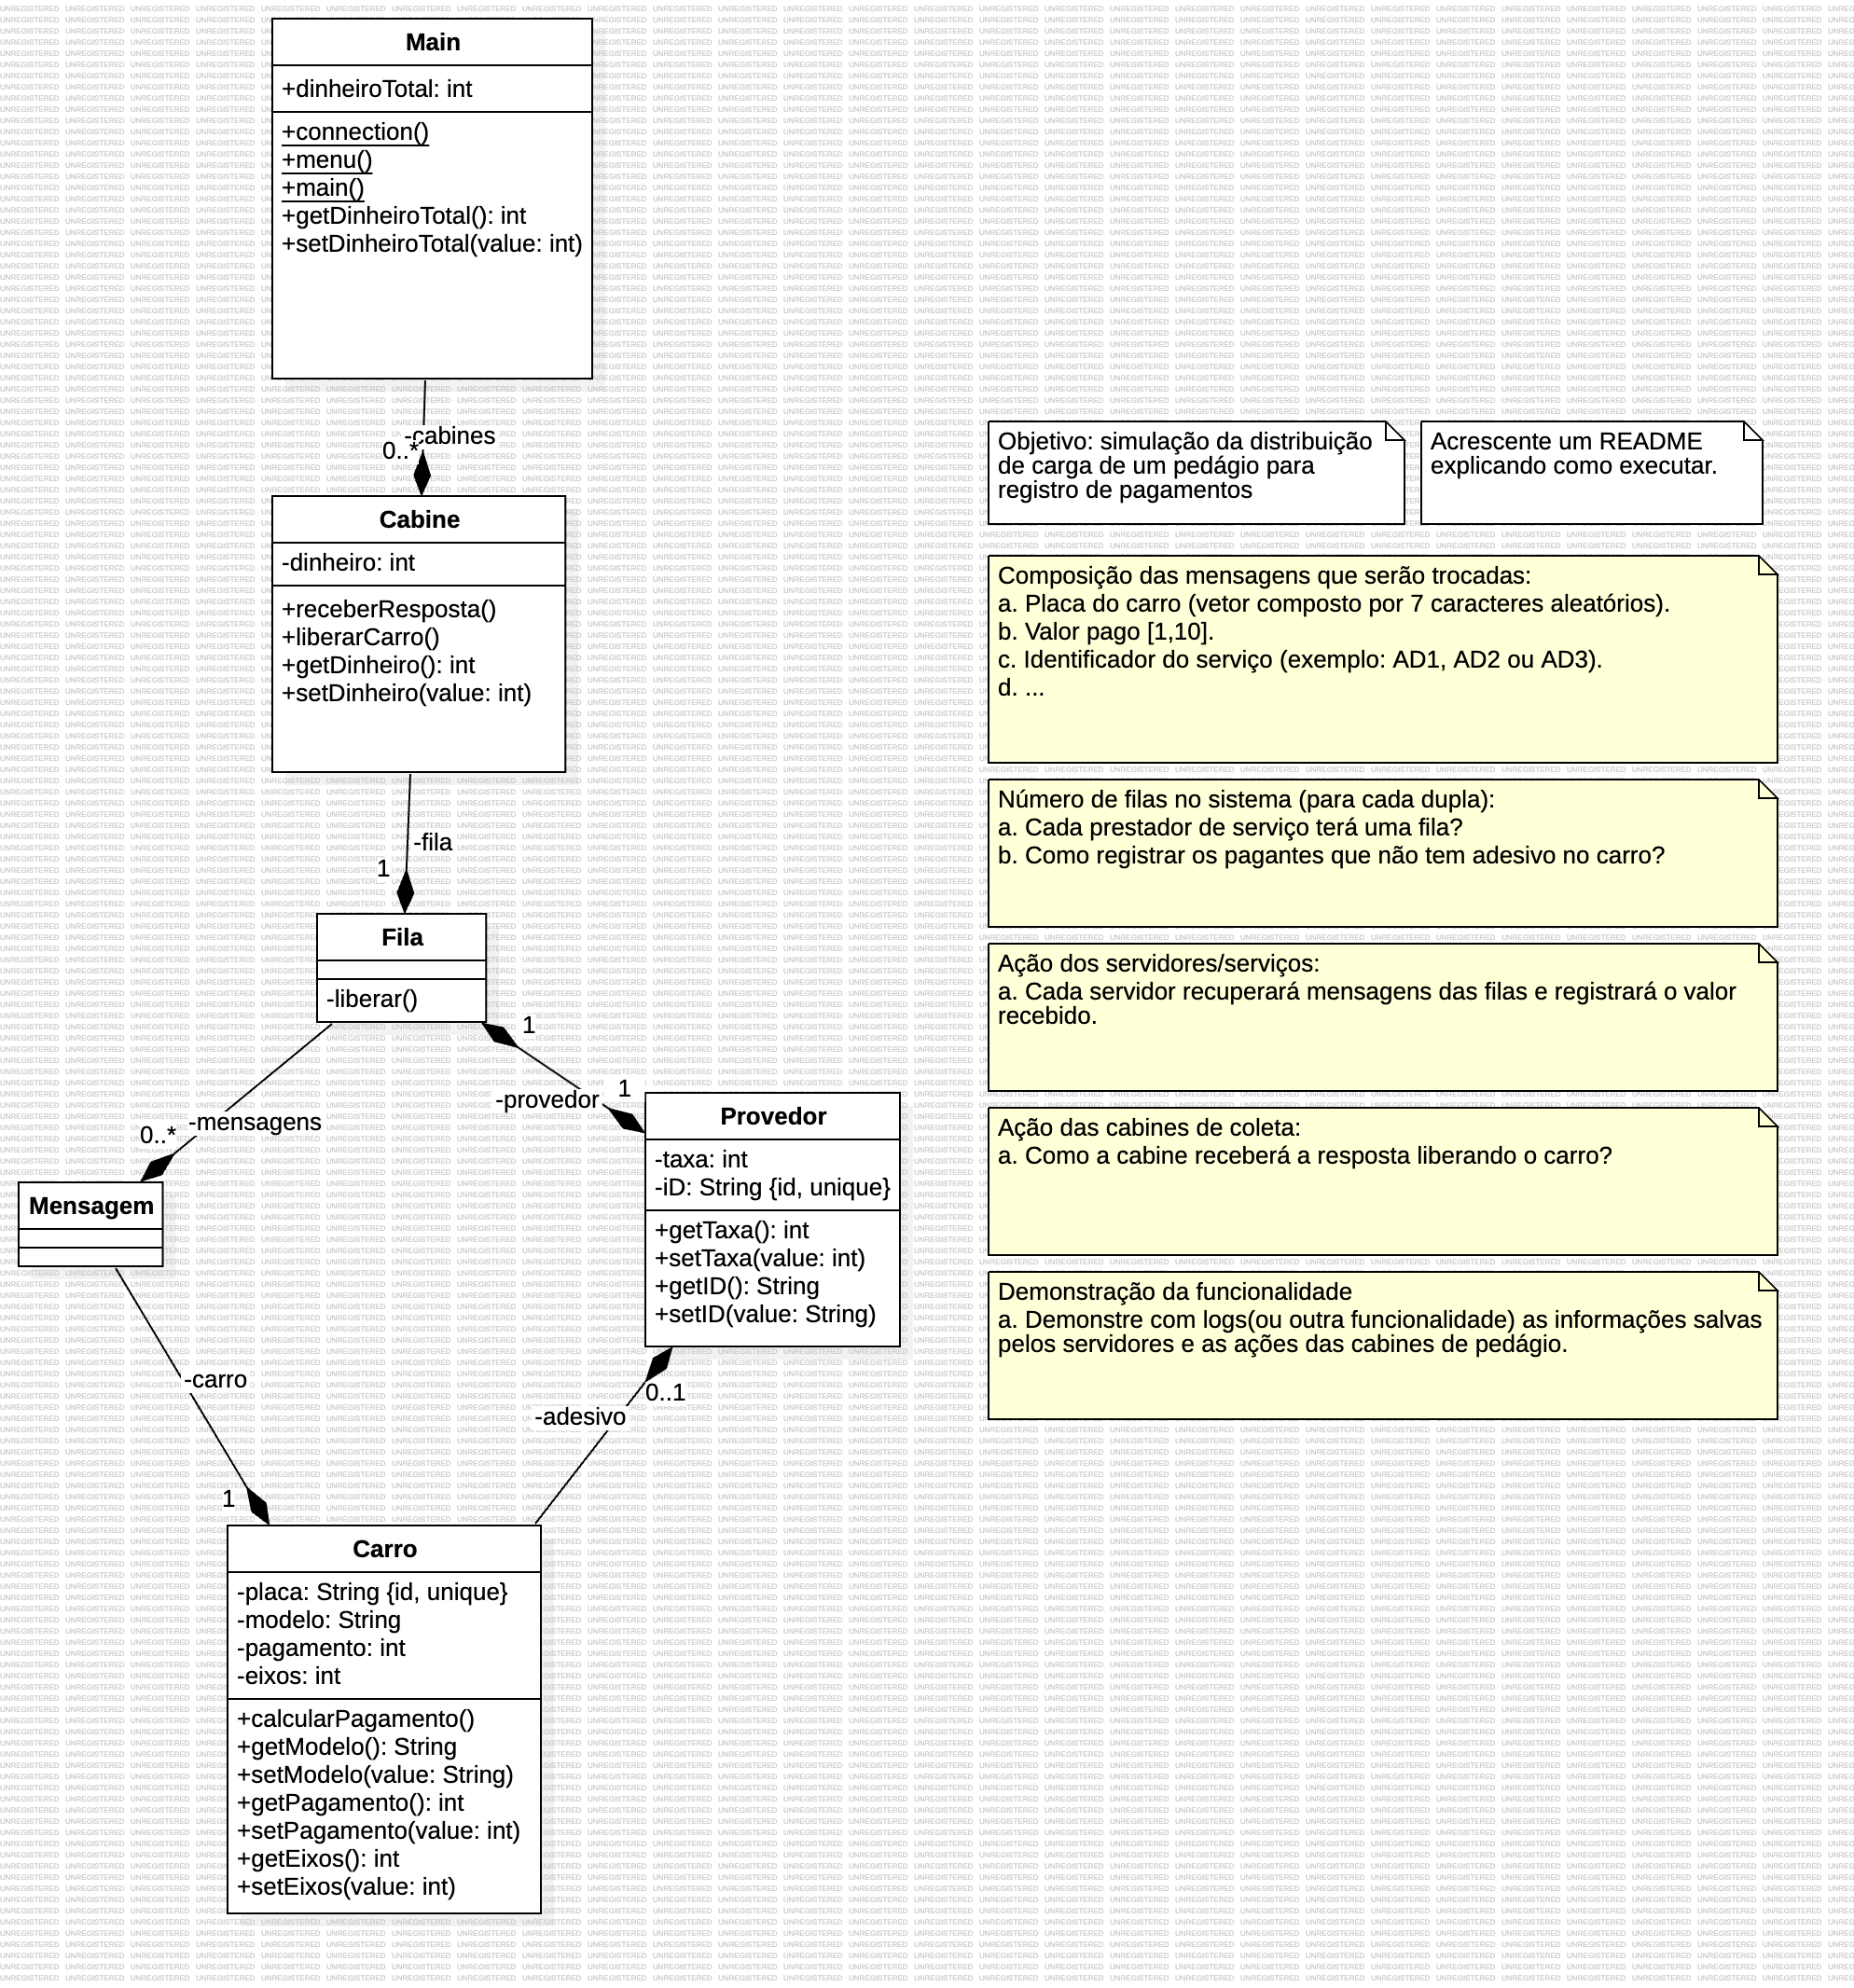 Main
+dinheiroTotal: int
+connection()
+menu()
+main()
+getDinheiroTotal(): int
+setDinheiroTotal(value: int)
-cabines
0..*
Cabine
-dinheiro: int
+receberResposta()
+liberarCarro()
+getDinheiro(): int
+setDinheiro(value: int)
-fila
1
Fila
-liberar()
1
-provedor
1
-mensagens
0..*
Mensagem
Provedor
-taxa: int
-iD: String {id, unique}
+getTaxa(): int
+setTaxa(value: int)
+getID(): String
+setID(value: String)
0..1
-adesivo
-carro
1
Carro
-placa: String {id, unique}
-modelo: String
-pagamento: int
-eixos: int
+calcularPagamento()
+getModelo(): String
+setModelo(value: String)
+getPagamento(): int
+setPagamento(value: int)
+getEixos(): int
+setEixos(value: int)
Objetivo: simulação da distribuição
de carga de um pedágio para
registro de pagamentos
Acrescente um README
explicando como executar.
Composição das mensagens que serão trocadas:
a. Placa do carro (vetor composto por 7 caracteres aleatórios).
b. Valor pago [1,10].
c. Identificador do serviço (exemplo: AD1, AD2 ou AD3).
d. ...
Número de filas no sistema (para cada dupla):
a. Cada prestador de serviço terá uma fila?
b. Como registrar os pagantes que não tem adesivo no carro?
Ação dos servidores/serviços:
a. Cada servidor recuperará mensagens das filas e registrará o valor
recebido.
Ação das cabines de coleta:
a. Como a cabine receberá a resposta liberando o carro?
Demonstração da funcionalidade
a. Demonstre com logs(ou outra funcionalidade) as informações salvas
pelos servidores e as ações das cabines de pedágio.
UNREGISTERED